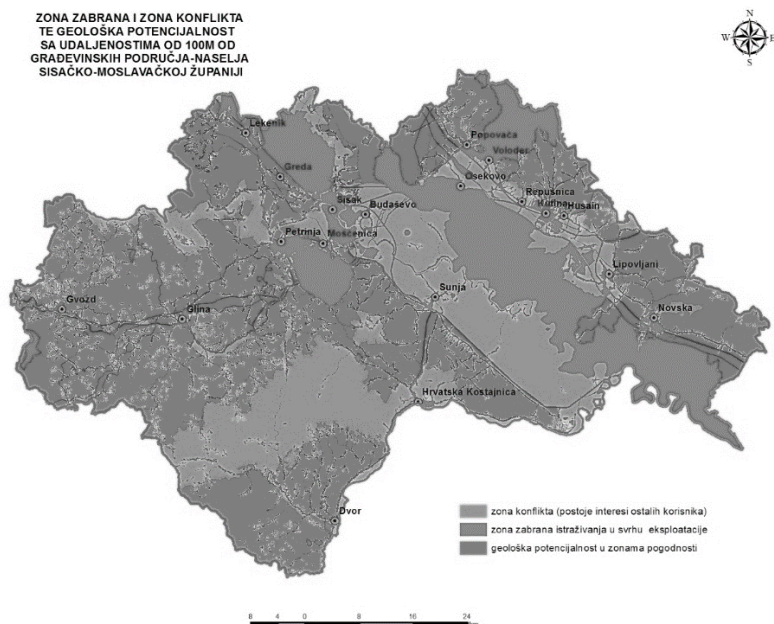 ZONA ZABRANA I ZONA KONFLIKTA
TE GEOLOŠKA POTENCIJALNOST
SA UDALJENOSTIMA OD 100M OD
GRAĐEVINSKIH PODRUČJA-NASELJA
SISAČKO-MOSLAVAČKOJ ŽUPANIJI
N
W E
S
Lekenik
Popovača
Voloder
Greda
Osekovo
Sisak
Repušnica
Budaševo
Kutina
Husain
Petrinja
Mošćenica
Lipovljani
Sunja
Gvozd
Glina
Novska
Hrvatska Kostajnica
Dvor
zona konflikta (postoje interesi ostalih korisnika)
zona zabrana istraživanja u svrhu eksploatacije
geološka potencijalnost u zonama pogodnosti
8 4 0 8 16 24